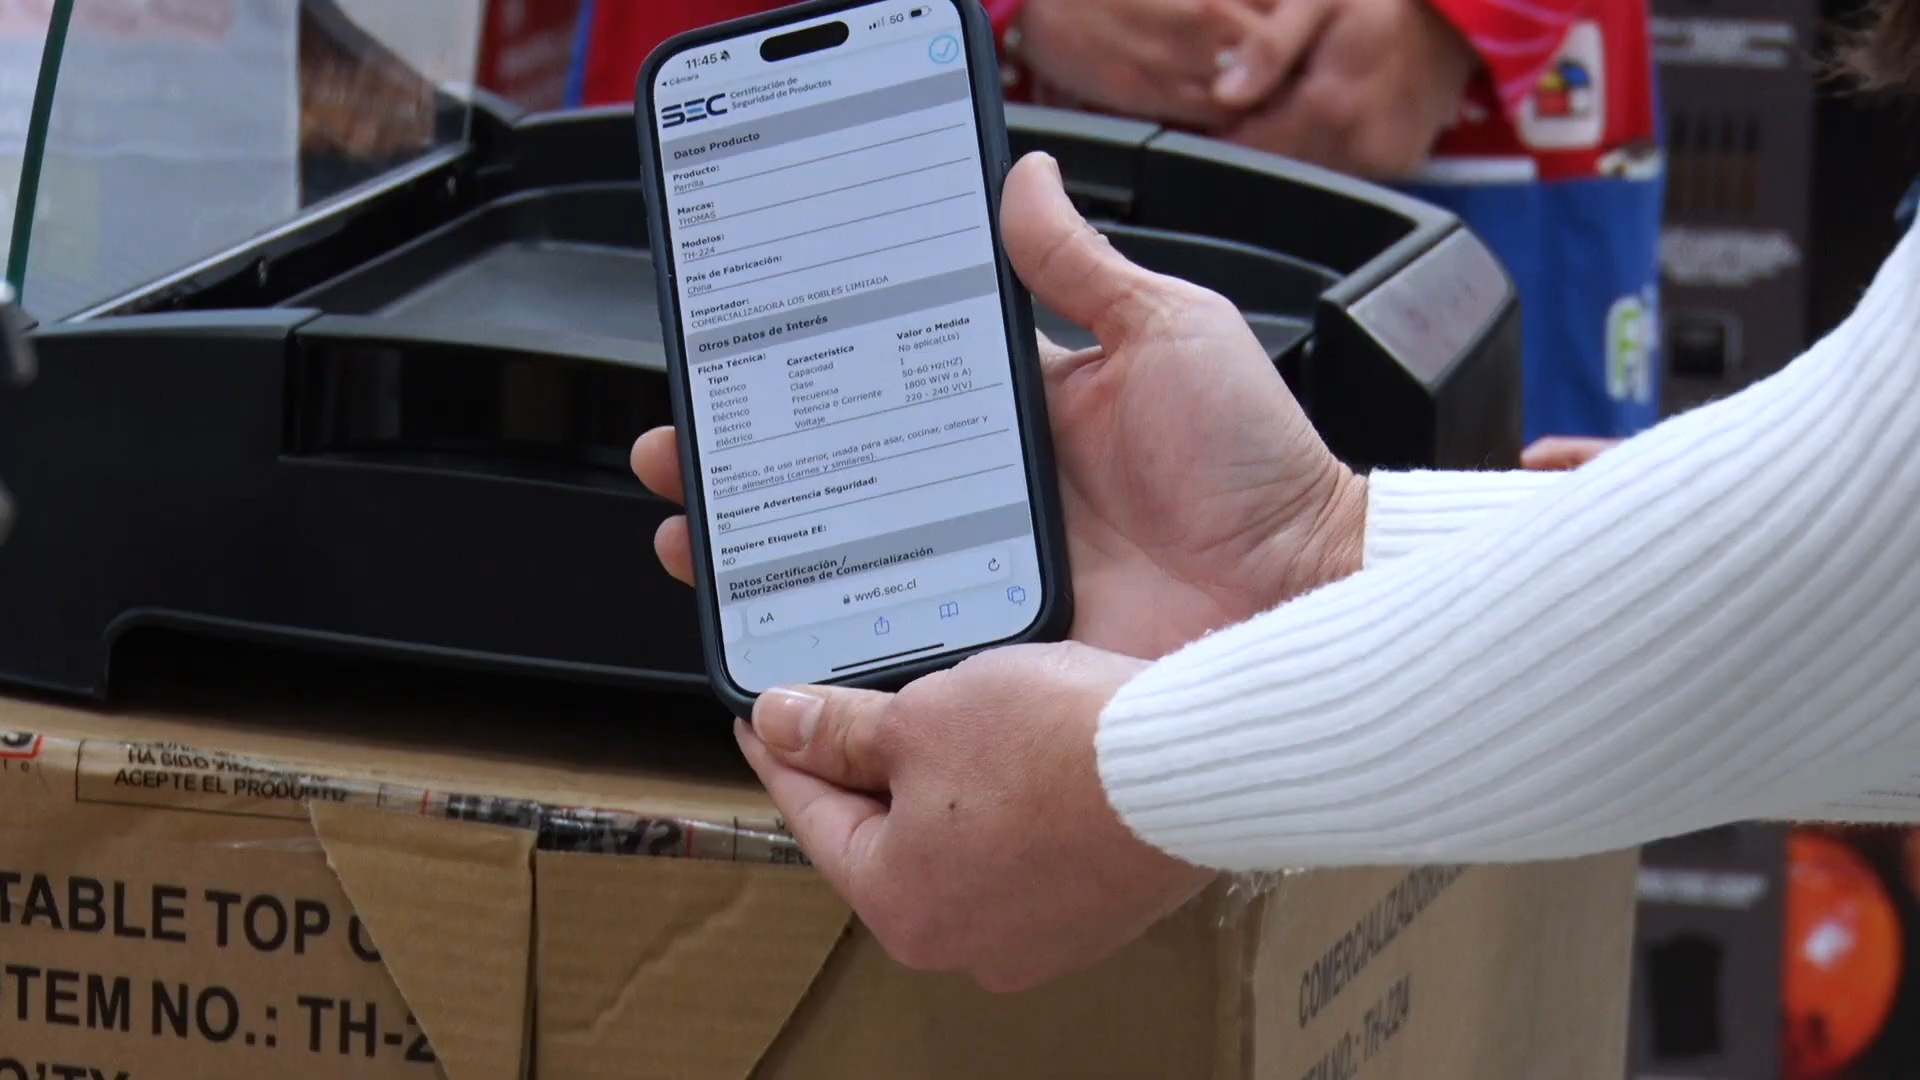 11:45
5G
Cámara
SEC
Certificación de
Seguridad de Productos
Datos Producto
Producto:
Parrilla
Marcas:
THOMAS
Modelos:
TH-224
País de Fabricación:
China
Importador:
COMERCIALIZADORA LOS ROBLES LIMITADA
Otros Datos de Interés
Ficha Técnica:
Tipo Característica Valor o Medida
Eléctrico Capacidad No aplica(Lts)
Eléctrico Clase I
Eléctrico Frecuencia 50-60 Hz(HZ)
Eléctrico Potencia o Corriente 1800 W(W o A)
Eléctrico Voltaje 220 - 240 V(V)
Uso:
Doméstico, de uso interior, usada para asar, cocinar, calentar y
fundir alimentos (carnes y similares)
Requiere Advertencia Seguridad:
NO
Requiere Etiqueta EE:
NO
Datos Certificación /
Autorizaciones de Comercialización
AA
ww6.sec.cl
HA SIDO
ACEPTE EL PRODUCTO
TABLE TOP
ITEM NO.: TH-2
COMERCIALIZADORA
ITEM NO.: TH-224